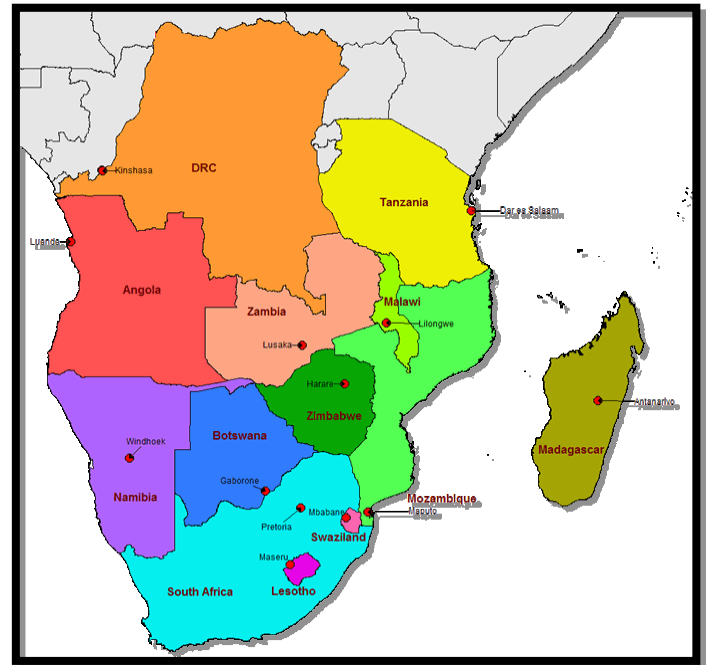 DRC
Kinshasa
Tanzania
Dar es Salaam
Luanda
Angola
Malawi
Zambia
Lilongwe
Lusaka
Harare
Zimbabwe
Antanarivo
Botswana
Windhoek
Madagascar
Gaborone
Namibia
Mozambique
Mbabane
Maputo
Pretoria
Swaziland
Maseru
South Africa
Lesotho